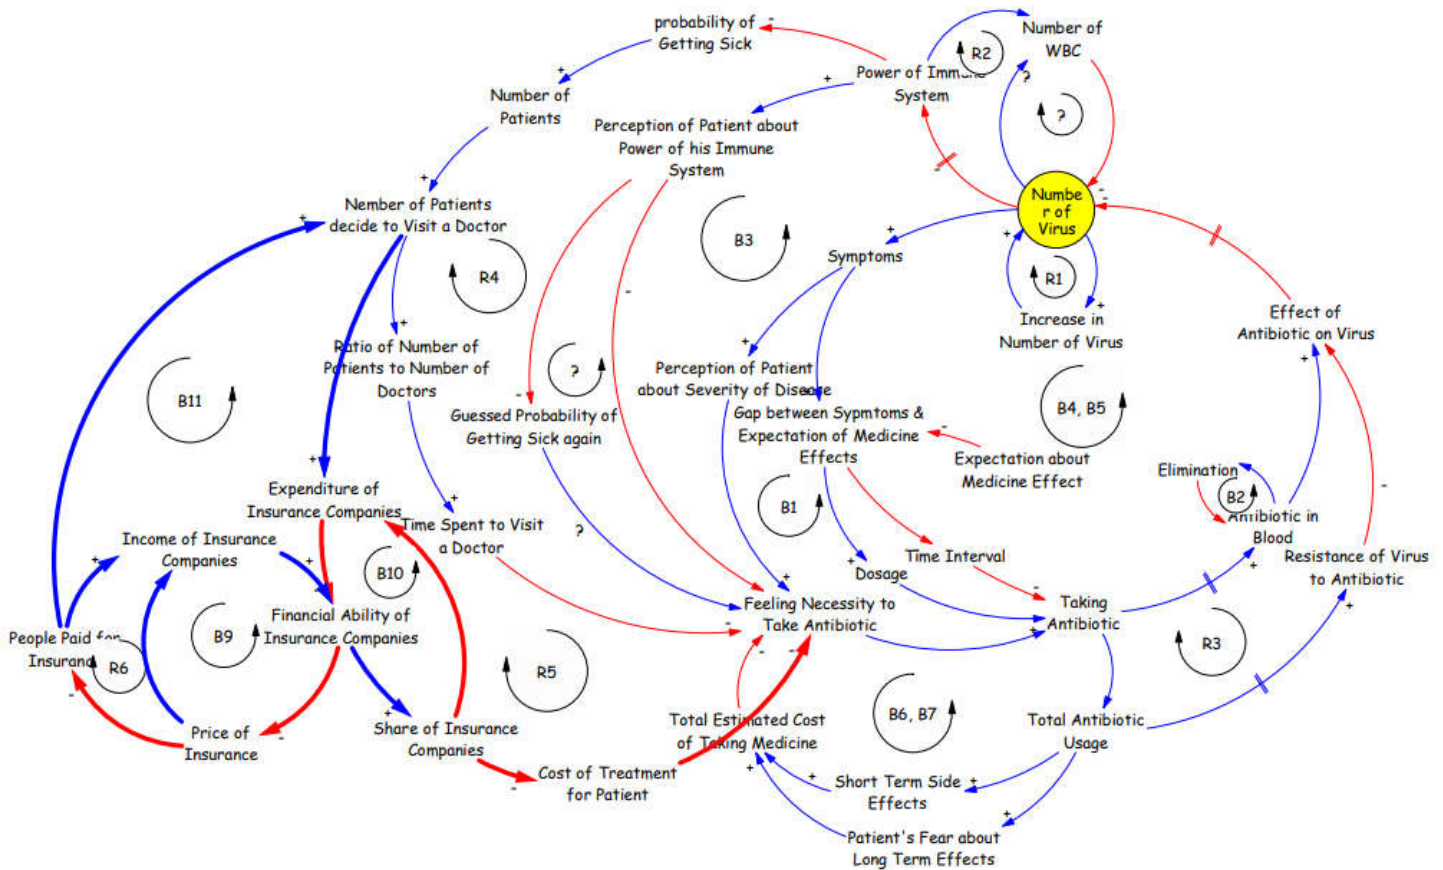 probability of
Getting Sick
Number of
WBC
R2
Power of Immune
System
Number of
Patients
?
?
Perception of Patient about
Power of his Immune
System
Nember of Patients
decide to Visit a Doctor
Numbe
r of
Virus
B3
Symptoms
R4
R1
Increase in
Number of Virus
Effect of
Antibiotic on Virus
Ratio of Number of
Patients to Number of
Doctors
?
Perception of Patient
about Severity of Disease
B11
B4, B5
Guessed Probability of
Getting Sick again
Gap between Sypmtoms &
Expectation of Medicine
Effects
Expectation about
Medicine Effect
Elimination
B2
Antibiotic in
Blood
Expenditure of
Insurance Companies
B1
Time Spent to Visit
a Doctor
?
Income of Insurance
Companies
B10
Time Interval
Dosage
Resistance of Virus
to Antibiotic
Feeling Necessity to
Take Antibiotic
Taking
Antibiotic
Financial Ability of
Insurance Companies
B9
People Paid for
Insurance
R6
R5
R3
B6, B7
Price of
Insurance
Share of Insurance
Companies
Total Estimated Cost
of Taking Medicine
Total Antibiotic
Usage
Cost of Treatment
for Patient
Short Term Side
Effects
Patient's Fear about
Long Term Effects